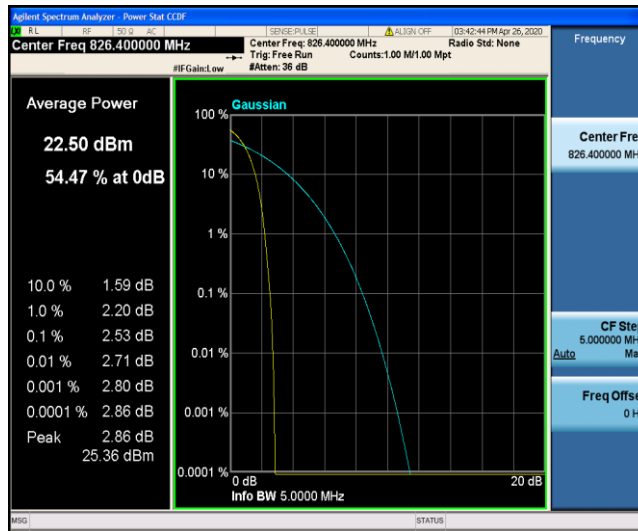 Agilent Spectrum Analyzer - Power Stat CCDF
RL RF 50 Ω AC SENSE:PULSE ALIGN OFF 03:42:44 PM Apr 26, 2020
Center Freq 826.400000 MHz
Center Freq: 826.400000 MHz Radio Std: None
Trig: Free Run Counts:1.00 M/1.00 Mpt
#IFGain:Low #Atten: 36 dB
Frequency
Average Power
22.50 dBm
54.47 % at 0dB
10.0 % 1.59 dB
1.0 % 2.20 dB
0.1 % 2.53 dB
0.01 % 2.71 dB
0.001 % 2.80 dB
0.0001 % 2.86 dB
Peak 2.86 dB
25.36 dBm
Gaussian
100 %
10 %
1 %
0.1 %
0.01 %
0.001 %
0.0001 %
0 dB 20 dB
Info BW 5.0000 MHz
Center Fre
826.400000 MH
CF Ste
5.000000 MH
Auto Ma
Freq Offse
0 H
MSG STATUS